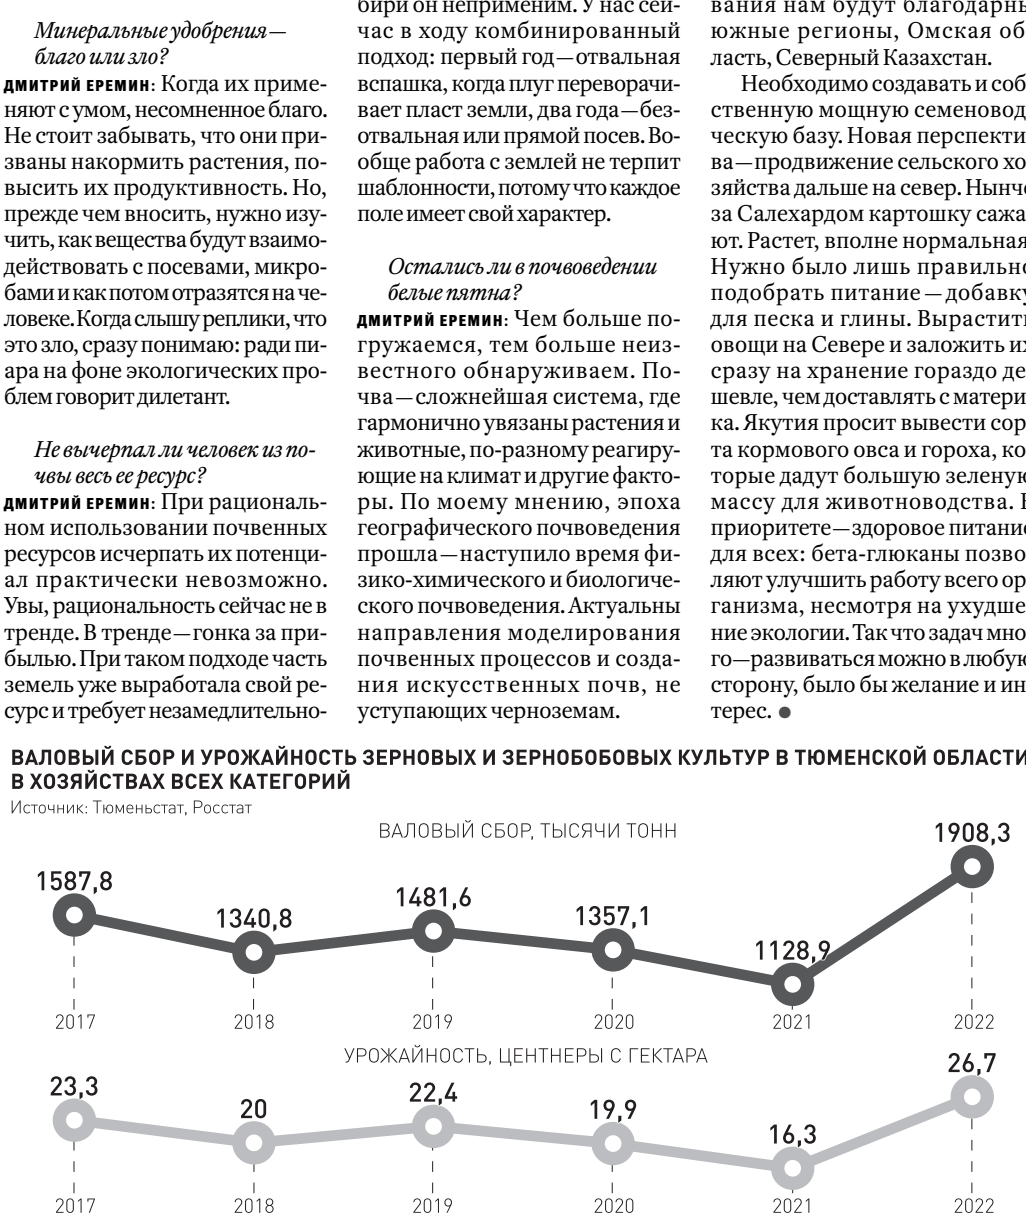 Минеральные удобрения—
благо или зло?
ДМИТРИЙ ЕРЕМИН: Когда их приме-
няют с умом, несомненное благо.
Не стоит забывать, что они при-
званы накормить растения, по-
высить их продуктивность. Но,
прежде чем вносить, нужно изу-
чить, как вещества будут взаимо-
действовать с посевами, микро-
бами и как потом отразятся на че-
ловеке. Когда слышу реплики, что
это зло, сразу понимаю: ради пи-
ара на фоне экологических про-
блем говорит дилетант.
Не вычерпал ли человек из по-
чвы весь ее ресурс?
ДМИТРИЙ ЕРЕМИН: При рациональ-
ном использовании почвенных
ресурсов исчерпать их потенци-
ал практически невозможно.
Увы, рациональность сейчас не в
тренде. В тренде—гонка за при-
былью. При таком подходе часть
земель уже выработала свой ре-
сурс и требует незамедлительно-
бири он неприменим. У нас сей-
час в ходу комбинированный
подход: первый год—отвальная
вспашка, когда плуг переворачи-
вает пласт земли, два года—без-
отвальная или прямой посев. Во-
обще работа с землей не терпит
шаблонности, потому что каждое
поле имеет свой характер.
Остались ли в почвоведении
белые пятна?
ДМИТРИЙ ЕРЕМИН: Чем больше по-
гружаемся, тем больше неиз-
вестного обнаруживаем. По-
чва—сложнейшая система, где
гармонично увязаны растения и
животные, по-разному реагиру-
ющие на климат и другие факто-
ры. По моему мнению, эпоха
географического почвоведения
прошла—наступило время фи-
зико-химического и биологиче-
ского почвоведения. Актуальны
направления моделирования
почвенных процессов и созда-
ния искусственных почв, не
уступающих черноземам.
вания нам будут благодарны
южные регионы, Омская об
ласть, Северный Казахстан.
Необходимо создавать и соб
ственную мощную семеновод
ческую базу. Новая перспекти
ва—продвижение сельского хо
зяйства дальше на север. Нынче
за Салехардом картошку сажа
ют. Растет, вполне нормальная
Нужно было лишь правильно
подобрать питание—добавку
для песка и глины. Вырастить
овощи на Севере и заложить их
сразу на хранение гораздо де
шевле, чем доставлять с матери
ка. Якутия просит вывести сор
та кормового овса и гороха, ко
торые дадут большую зеленую
массу для животноводства. В
приоритете—здоровое питание
для всех: бета-глюканы позво
ляют улучшить работу всего ор
ганизма, несмотря на ухудше
ние экологии. Так что задач мно
го—развиваться можно в любую
сторону, было бы желание и ин
терес.
ВАЛОВЫЙ СБОР И УРОЖАЙНОСТЬ ЗЕРНОВЫХ И ЗЕРНОБОБОВЫХ КУЛЬТУР В ТЮМЕНСКОЙ ОБЛАСТИ
В ХОЗЯЙСТВАХ ВСЕХ КАТЕГОРИЙ
Источник: Тюменьстат, Росстат
ВАЛОВЫЙ СБОР, ТЫСЯЧИ ТОНН
1587,8 1340,8 1481,6 1357,1 1128,9 1908,3
2017 2018 2019 2020 2021 2022
УРОЖАЙНОСТЬ, ЦЕНТНЕРЫ С ГЕКТАРА
23,3 20 22,4 19,9 16,3 26,7
2017 2018 2019 2020 2021 2022